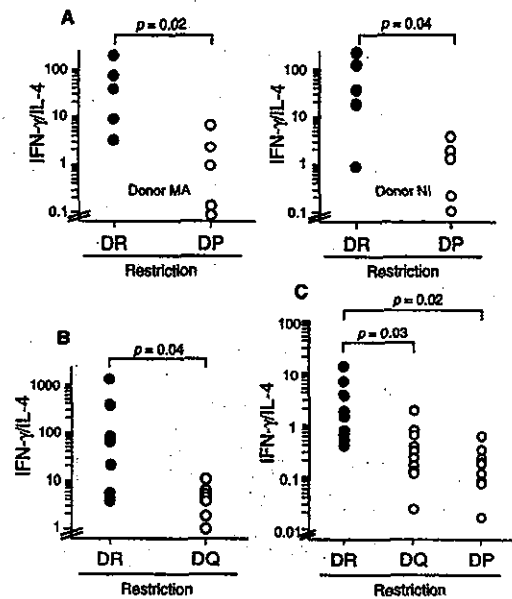 A
p = 0.02
IFN-γ/IL-4
100
10
1
0.1
Donor MA
DR DP
Restriction
p = 0.04
IFN-γ/IL-4
100
10
1
0.1
Donor NI
DR DP
Restriction
B
p = 0.04
IFN-γ/IL-4
1000
100
10
1
DR DQ
Restriction
C
p = 0.02
p = 0.03
IFN-γ/IL-4
100
10
1
0.1
0.01
DR DQ DP
Restriction